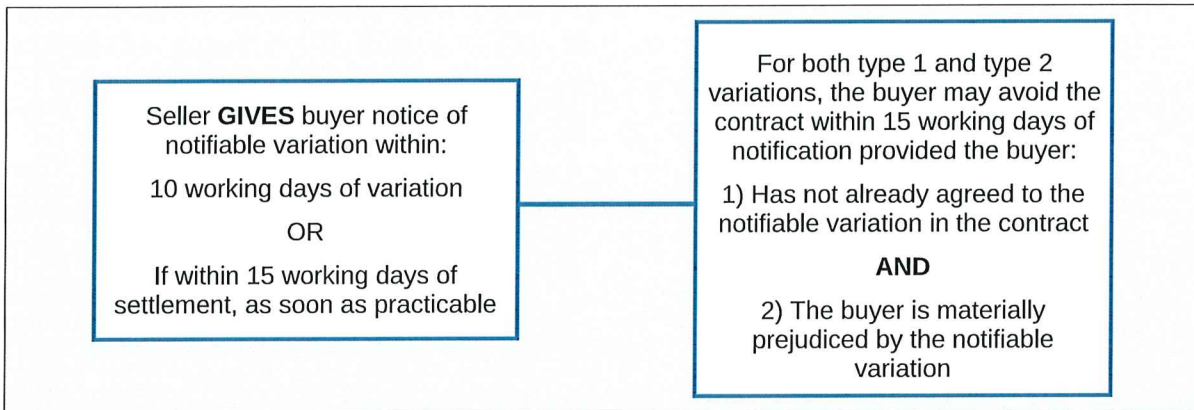 Seller GIVES buyer notice of
notifiable variation within:
10 working days of variation
OR
If within 15 working days of
settlement, as soon as practicable
For both type 1 and type 2
variations, the buyer may avoid the
contract within 15 working days of
notification provided the buyer:
1) Has not already agreed to the
notifiable variation in the contract
AND
2) The buyer is materially
prejudiced by the notifiable
variation